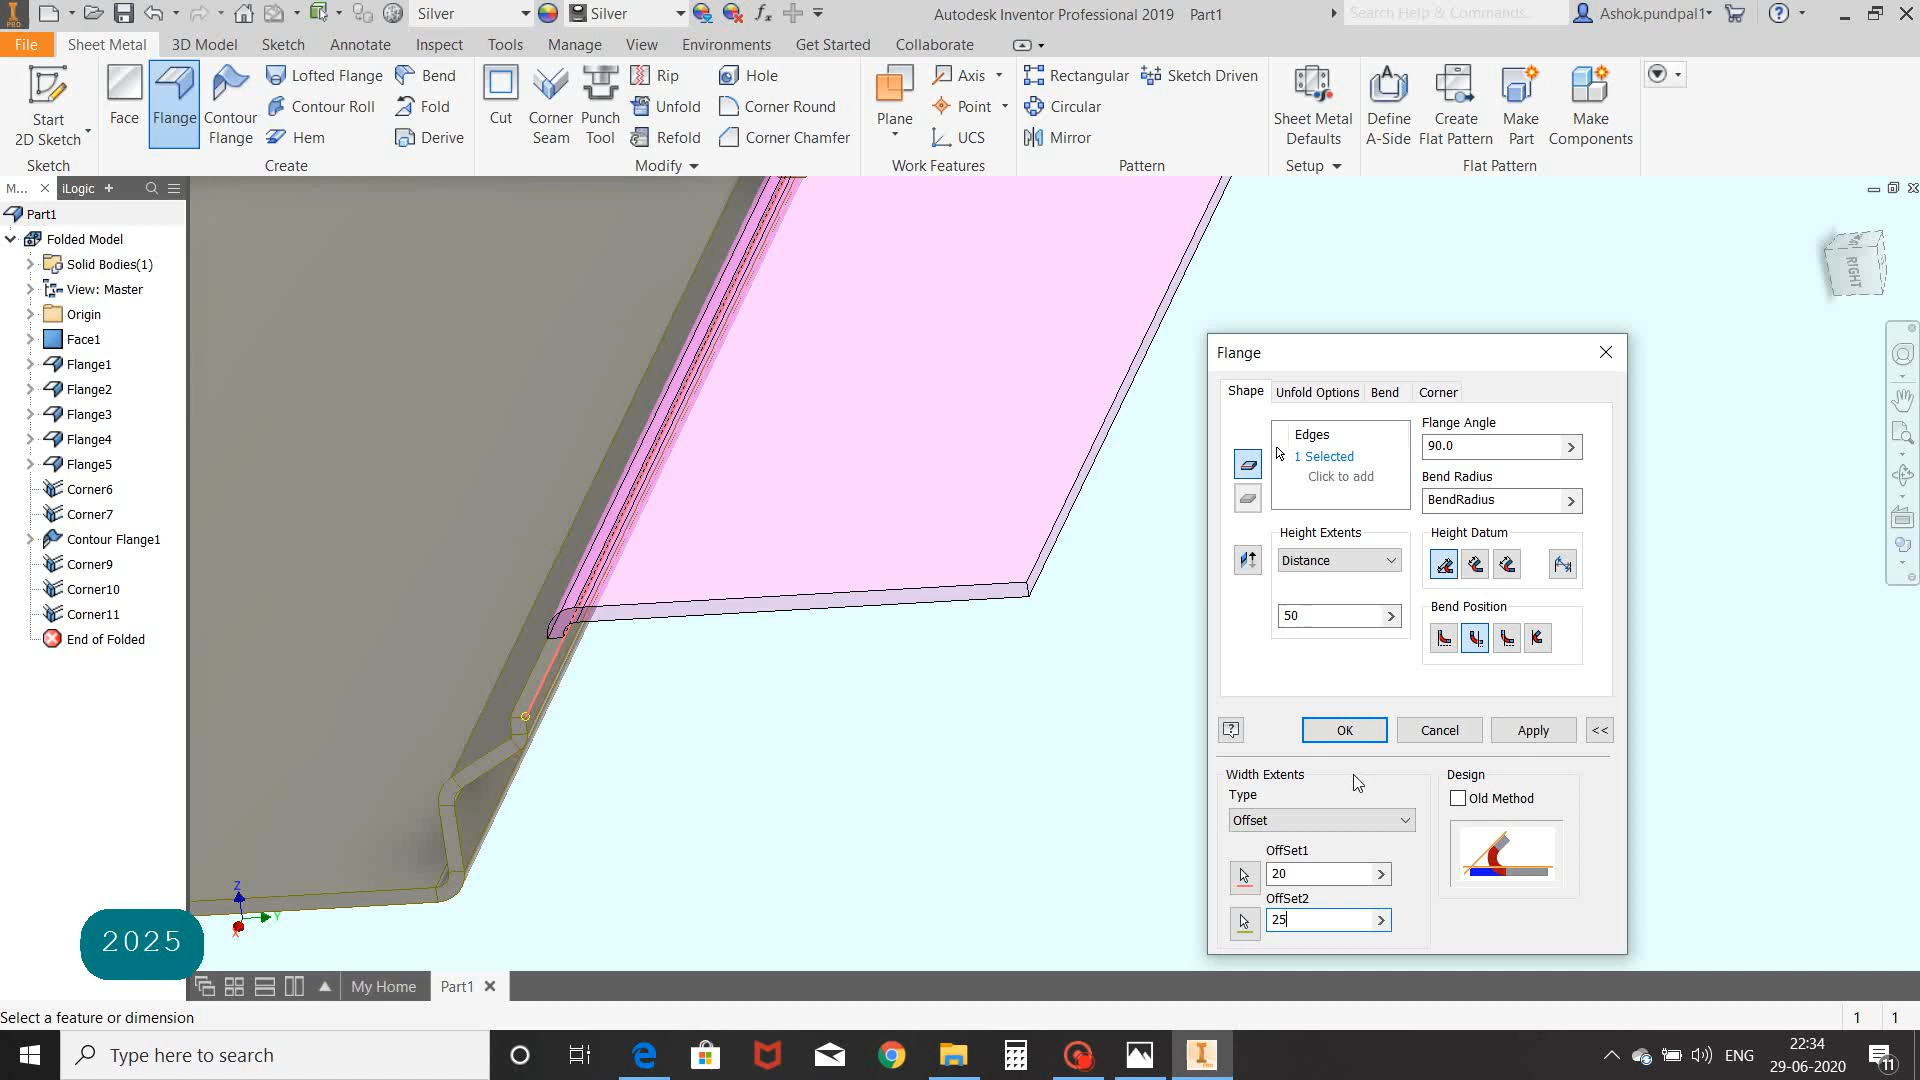 Silver
Silver
Autodesk Inventor Professional 2019 Part1
Search Help & Commands...
Ashok.pundpal1
PRO
File
Sheet Metal
3D Model
Sketch
Annotate
Inspect
Tools
Manage
View
Environments
Get Started
Collaborate
Start
2D Sketch
Sketch
Face
Flange
Contour
Flange
Lofted Flange
Contour Roll
Hem
Bend
Fold
Derive
Create
Cut
Corner
Seam
Punch
Tool
Rip
Unfold
Refold
Hole
Corner Round
Corner Chamfer
Modify
Plane
Axis
Point
UCS
Work Features
Rectangular
Circular
Mirror
Sketch Driven
Pattern
Sheet Metal
Defaults
Setup
Define
A-Side
Create
Flat Pattern
Make
Part
Make
Components
Flat Pattern
M...
iLogic
Part1
Folded Model
Solid Bodies(1)
View: Master
Origin
Face1
Flange1
Flange2
Flange3
Flange4
Flange5
Corner6
Corner7
Contour Flange1
Corner9
Corner10
Corner11
End of Folded
RIGHT
Flange
Shape
Unfold Options
Bend
Corner
Edges
1 Selected
Click to add
Flange Angle
90.0
Bend Radius
BendRadius
Height Extents
Distance
50
Height Datum
Bend Position
OK
Cancel
Apply
<<
Width Extents
Type
Offset
OffSet1
20
OffSet2
25
Design
Old Method
Z
Y
X
2025
My Home
Part1
Select a feature or dimension
1 1
Type here to search
ENG
22:34
29-06-2020
11